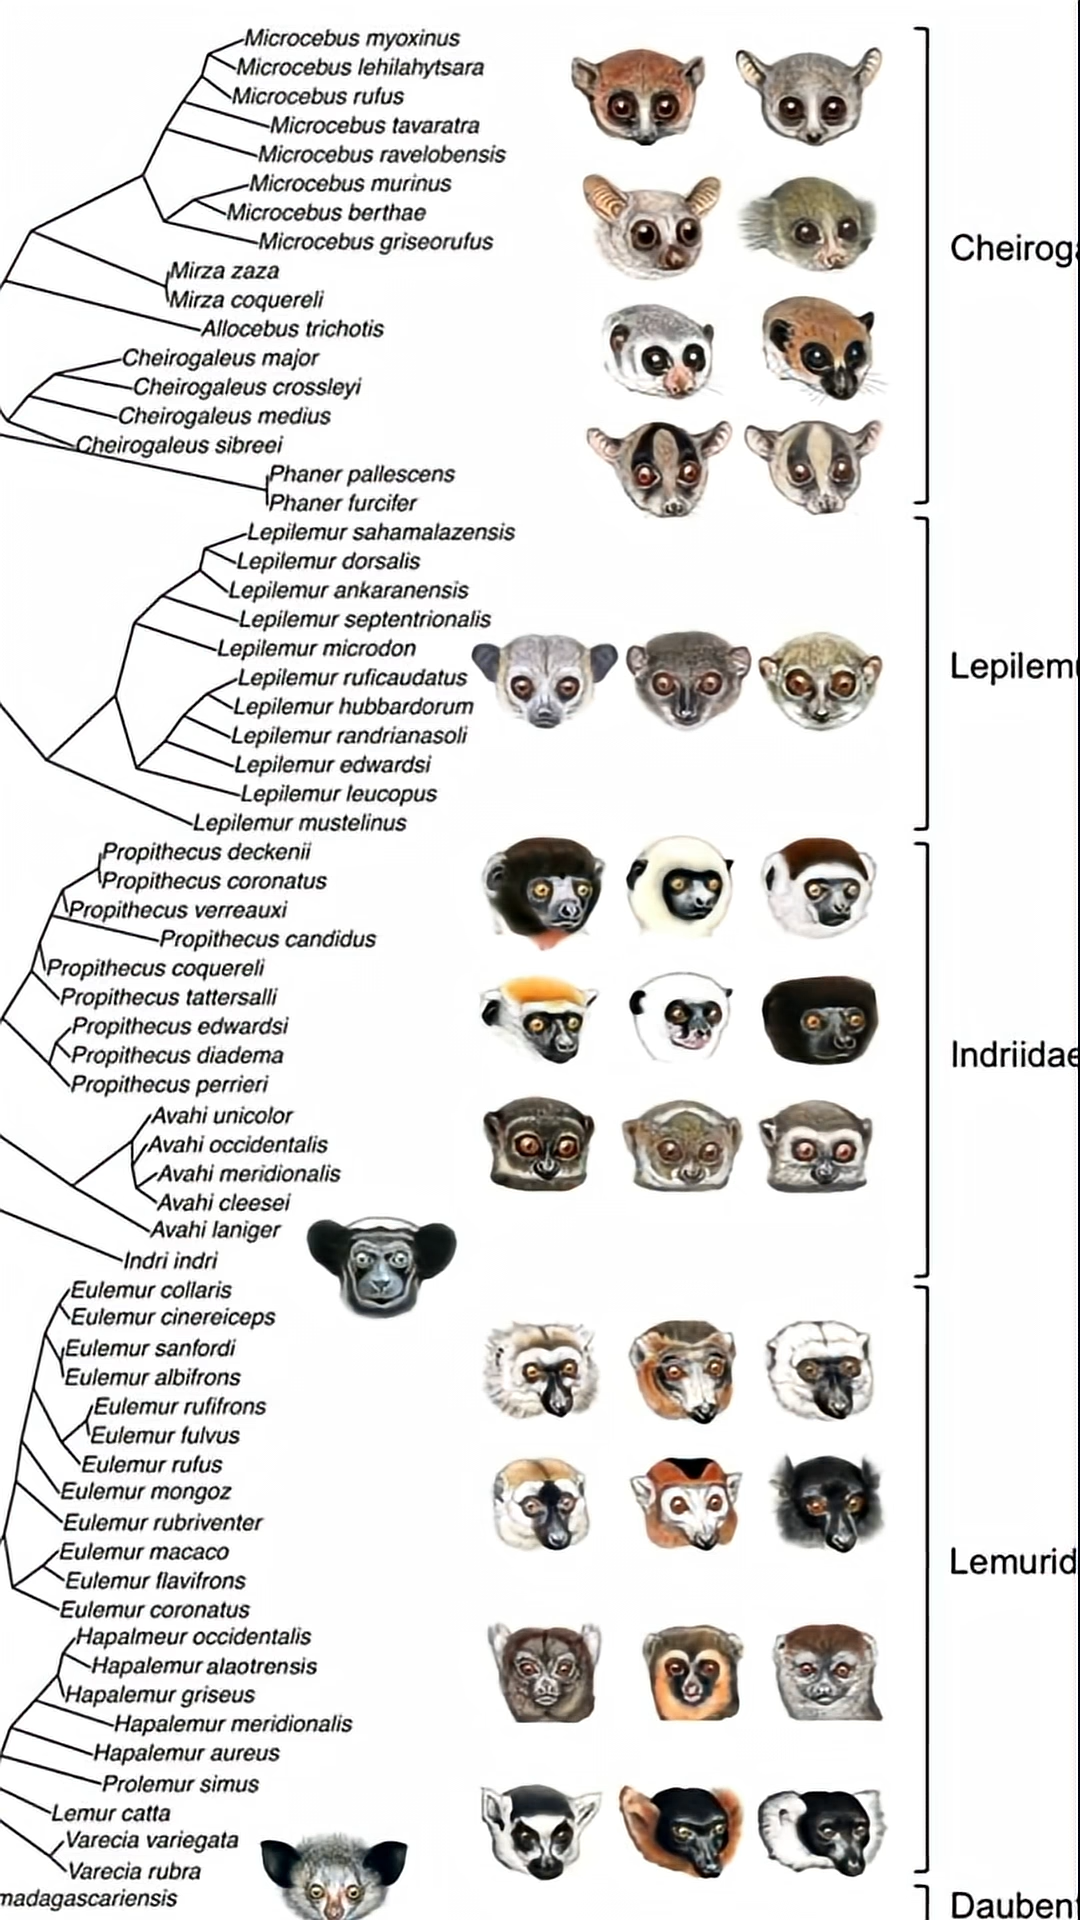 Microcebus myoxinus
Microcebus lehilahytsara
Microcebus rufus
Microcebus tavaratra
Microcebus ravelobensis
Microcebus murinus
Microcebus berthae
Microcebus griseorufus
Mirza zaza
Mirza coquereli
Allocebus trichotis
Cheirogaleus major
Cheirogaleus crossleyi
Cheirogaleus medius
Cheirogaleus sibreei
Phaner pallescens
Phaner furcifer
Cheiroga
Lepilemur sahamalazensis
Lepilemur dorsalis
Lepilemur ankaranensis
Lepilemur septentrionalis
Lepilemur microdon
Lepilemur ruficaudatus
Lepilemur hubbardorum
Lepilemur randrianasoli
Lepilemur edwardsi
Lepilemur leucopus
Lepilemur mustelinus
Lepilemu
Propithecus deckenii
Propithecus coronatus
Propithecus verreauxi
Propithecus candidus
Propithecus coquereli
Propithecus tattersalli
Propithecus edwardsi
Propithecus diadema
Propithecus perrieri
Avahi unicolor
Avahi occidentalis
Avahi meridionalis
Avahi cleesei
Avahi laniger
Indri indri
Indriidae
Eulemur collaris
Eulemur cinereiceps
Eulemur sanfordi
Eulemur albifrons
Eulemur rufifrons
Eulemur fulvus
Eulemur rufus
Eulemur mongoz
Eulemur rubriventer
Eulemur macaco
Eulemur flavifrons
Eulemur coronatus
Hapalmeur occidentalis
Hapalemur alaotrensis
Hapalemur griseus
Hapalemur meridionalis
Hapalemur aureus
Prolemur simus
Lemur catta
Varecia variegata
Varecia rubra
Lemurid
madagascariensis
Dauben